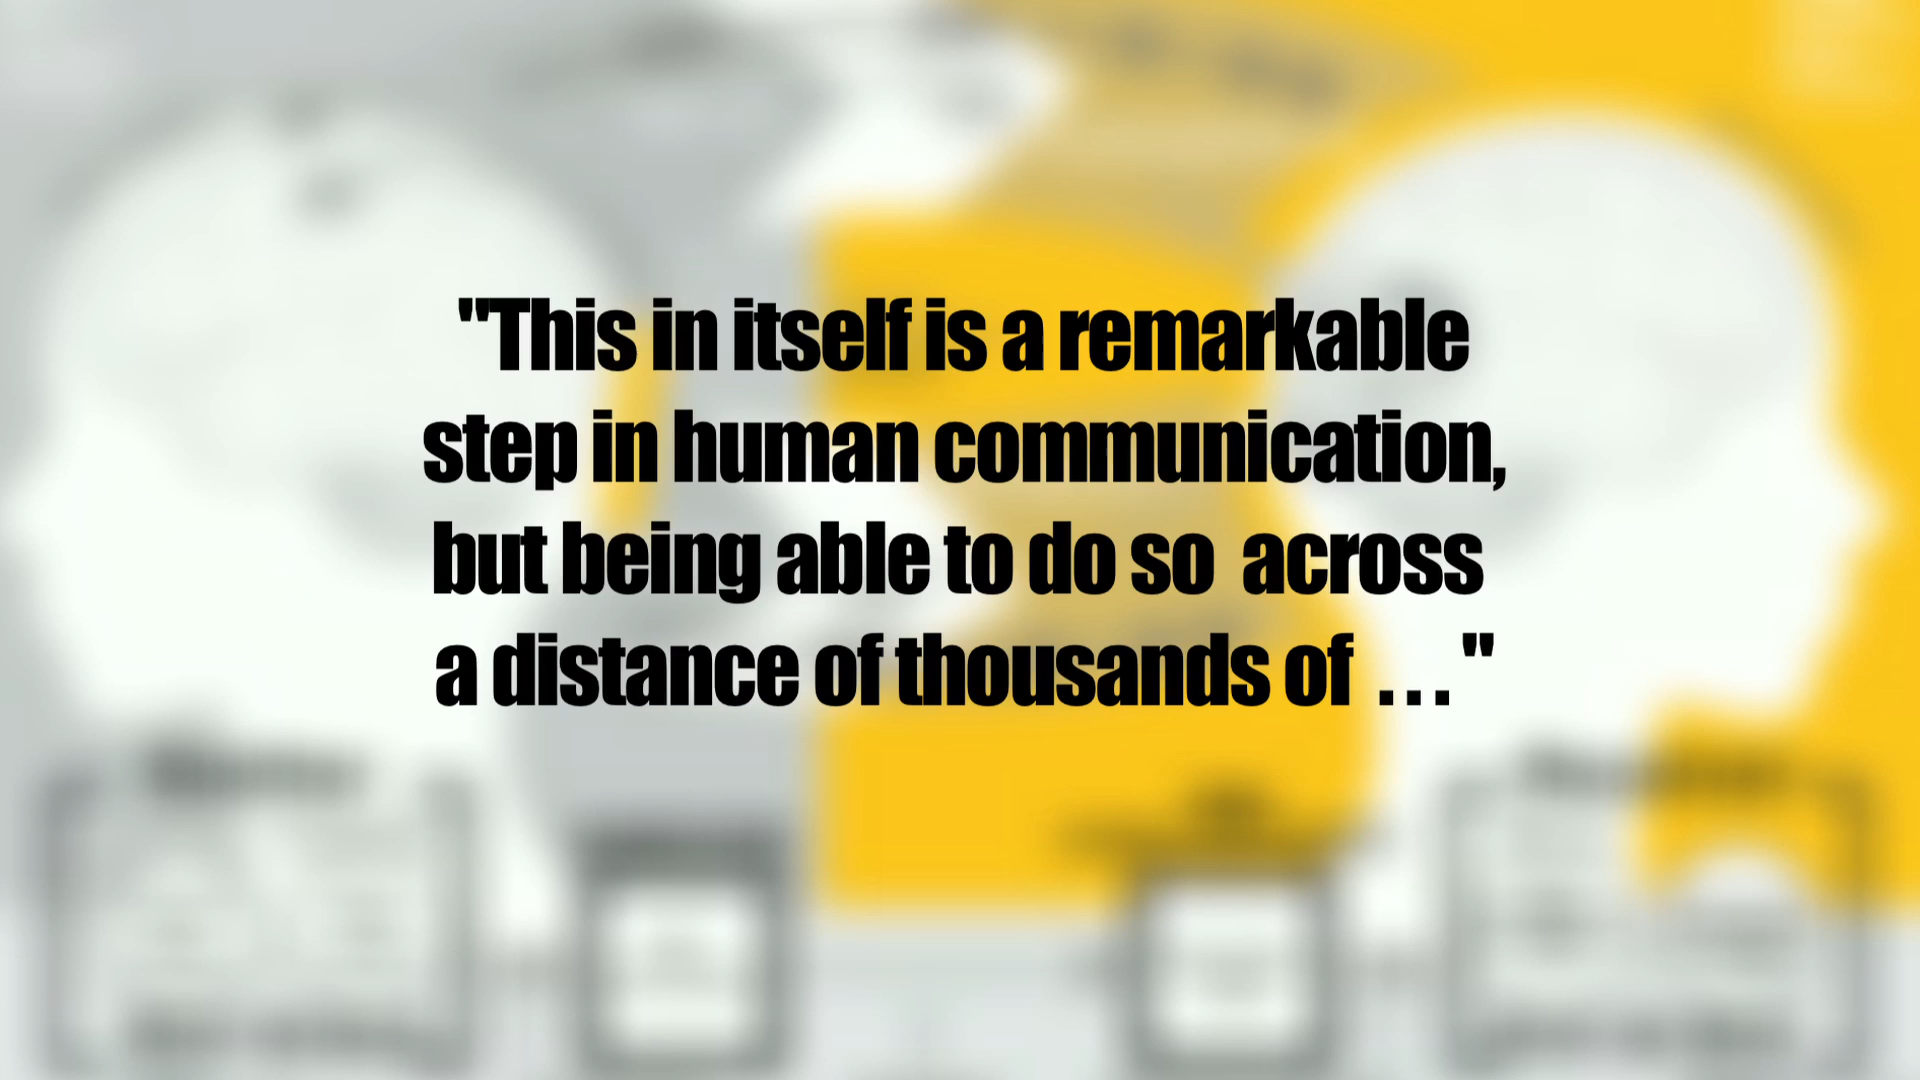 "This in itself is a remarkable
step in human communication,
but being able to do so  across
a distance of thousands of . . ."